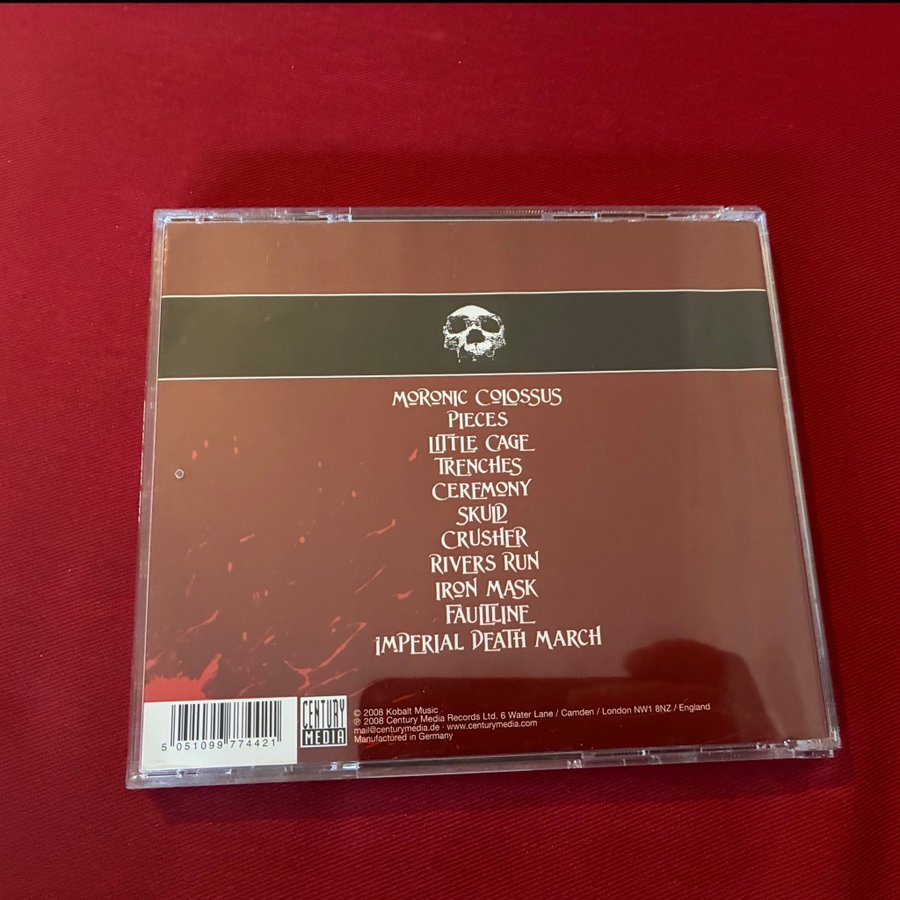 MORONIC COLOSSUS
PIECES
LITTLE CAGE
TRENCHES
CEREMONY
SKULD
CRUSHER
RIVERS RUN
IRON MASK
FAULTLINE
IMPERIAL DEATH MARCH
5 051099 774421
CENTURY
MEDIA
© 2008 Kobalt Music
℗ 2008 Century Media Records Ltd. 6 Water Lane / Camden / London NW1 8NZ / England
mail@centurymedia.de · www.centurymedia.com
Manufactured in Germany